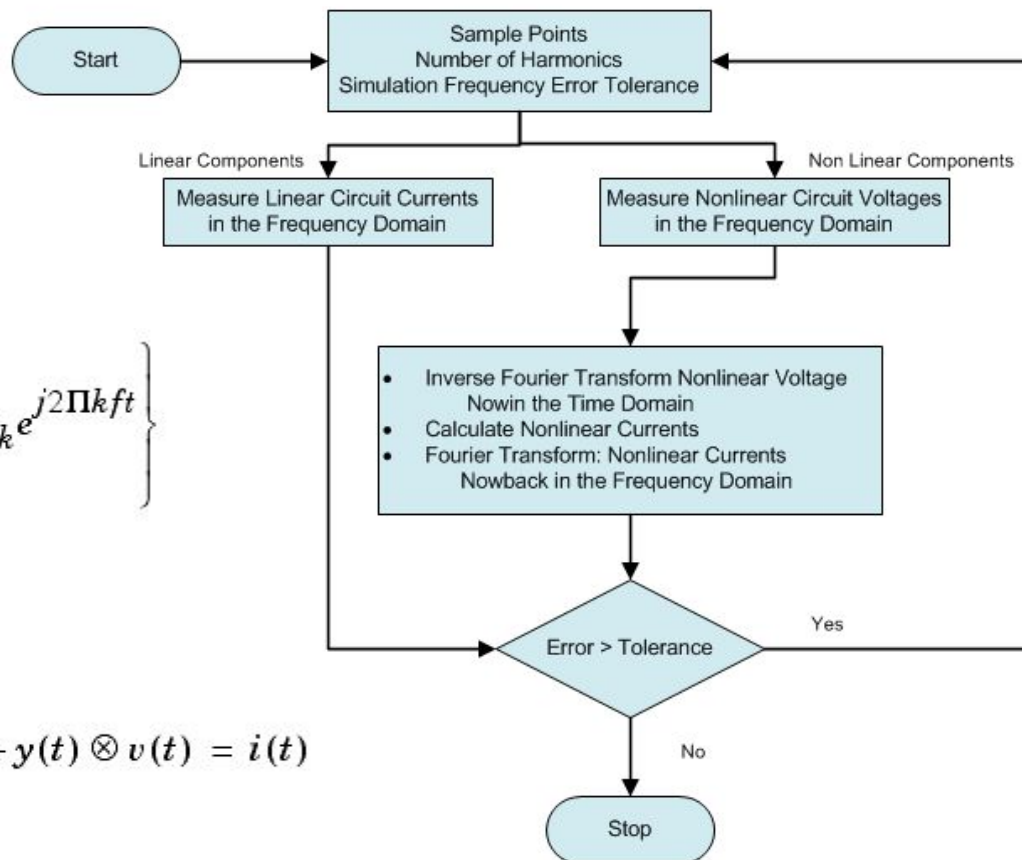 Start
Sample Points
Number of Harmonics
Simulation Frequency Error Tolerance
Linear Components
Non Linear Components
Measure Linear Circuit Currents
in the Frequency Domain
Measure Nonlinear Circuit Voltages
in the Frequency Domain
k e^{j2Πkft} }
• Inverse Fourier Transform Nonlinear Voltage
Nowin the Time Domain
• Calculate Nonlinear Currents
• Fourier Transform: Nonlinear Currents
Nowback in the Frequency Domain
Error > Tolerance
Yes
y(t) ⊗ v(t) = i(t)
No
Stop